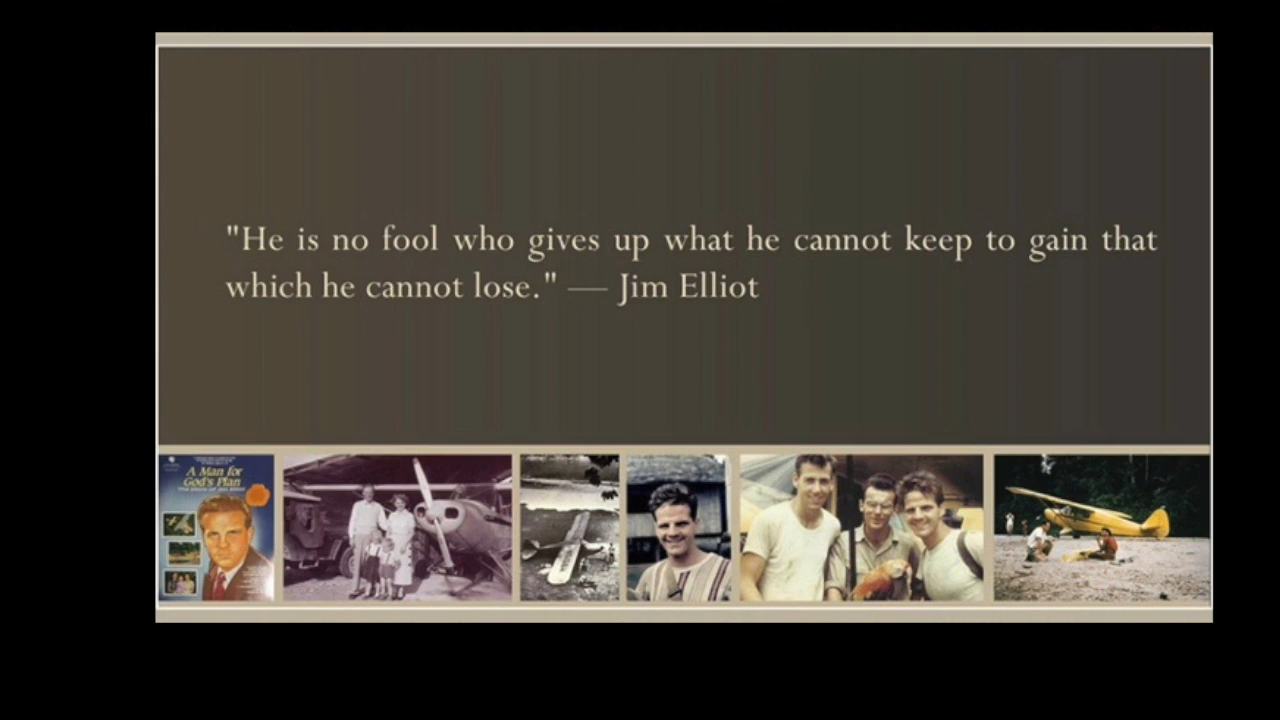 "He is no fool who gives up what he cannot keep to gain that
which he cannot lose." — Jim Elliot
A Man for
God's Plan